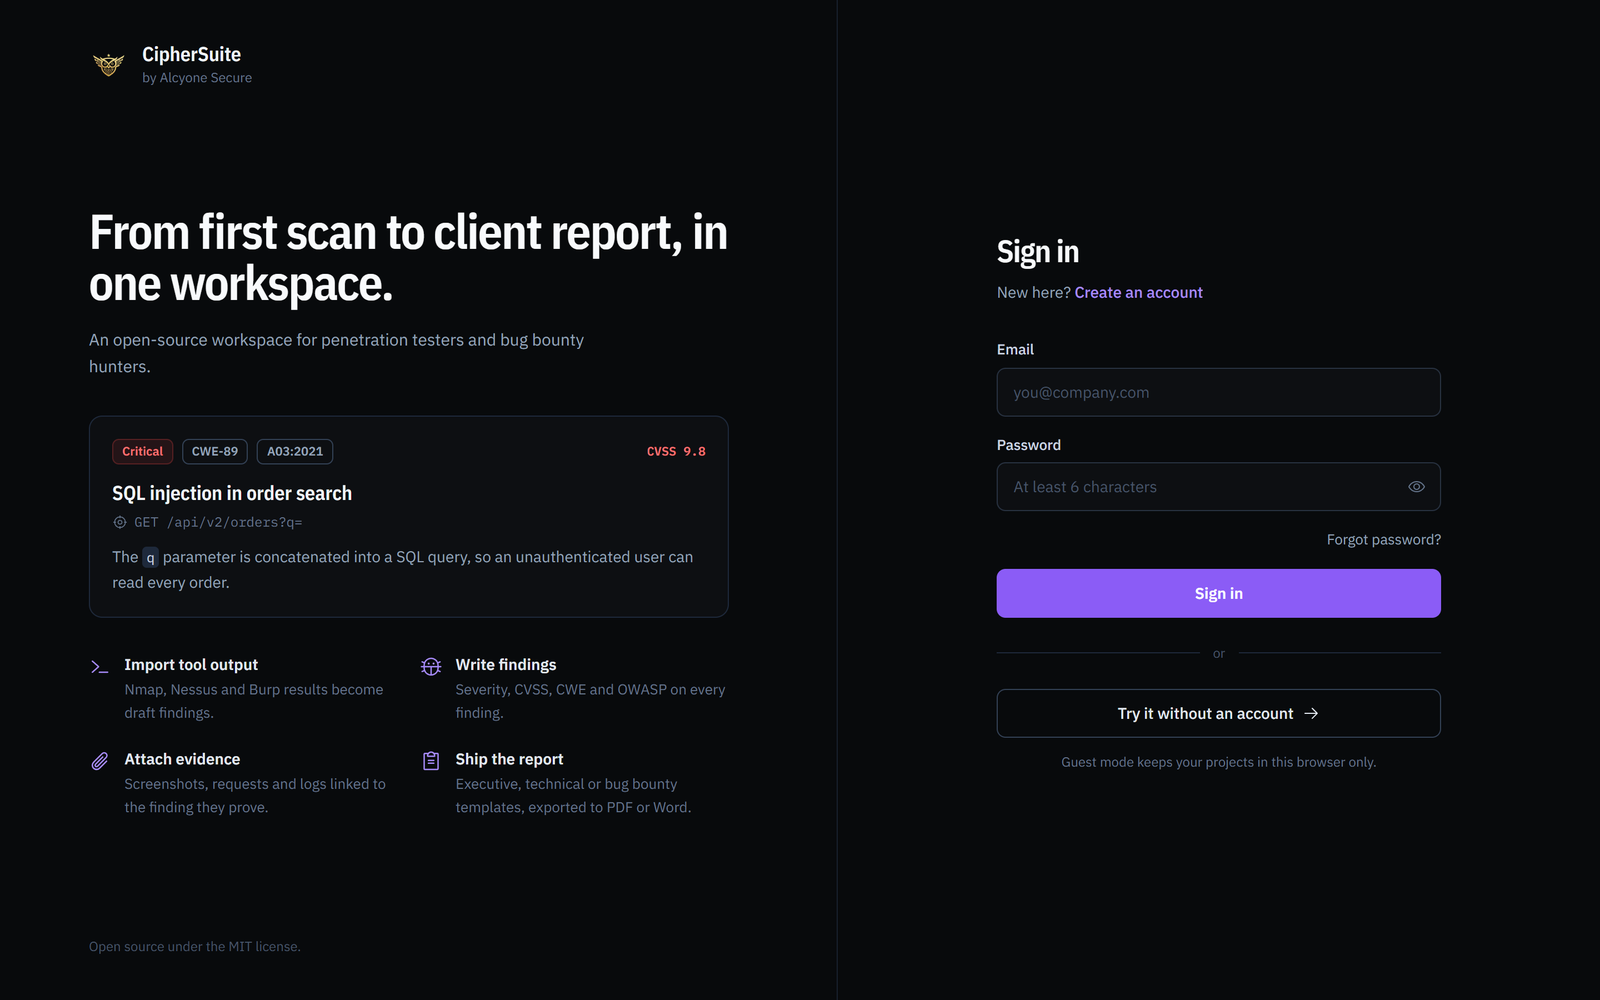 CipherSuite
by Alcyone Secure
From first scan to client report, in
one workspace.
An open-source workspace for penetration testers and bug bounty
hunters.
Critical CWE-89 A03:2021 CVSS 9.8
SQL injection in order search
GET /api/v2/orders?q=
The q parameter is concatenated into a SQL query, so an unauthenticated user can
read every order.
Import tool output
Nmap, Nessus and Burp results become
draft findings.
Write findings
Severity, CVSS, CWE and OWASP on every
finding.
Attach evidence
Screenshots, requests and logs linked to
the finding they prove.
Ship the report
Executive, technical or bug bounty
templates, exported to PDF or Word.
Open source under the MIT license.
Sign in
New here? Create an account
Email
you@company.com
Password
At least 6 characters
Forgot password?
Sign in
or
Try it without an account →
Guest mode keeps your projects in this browser only.